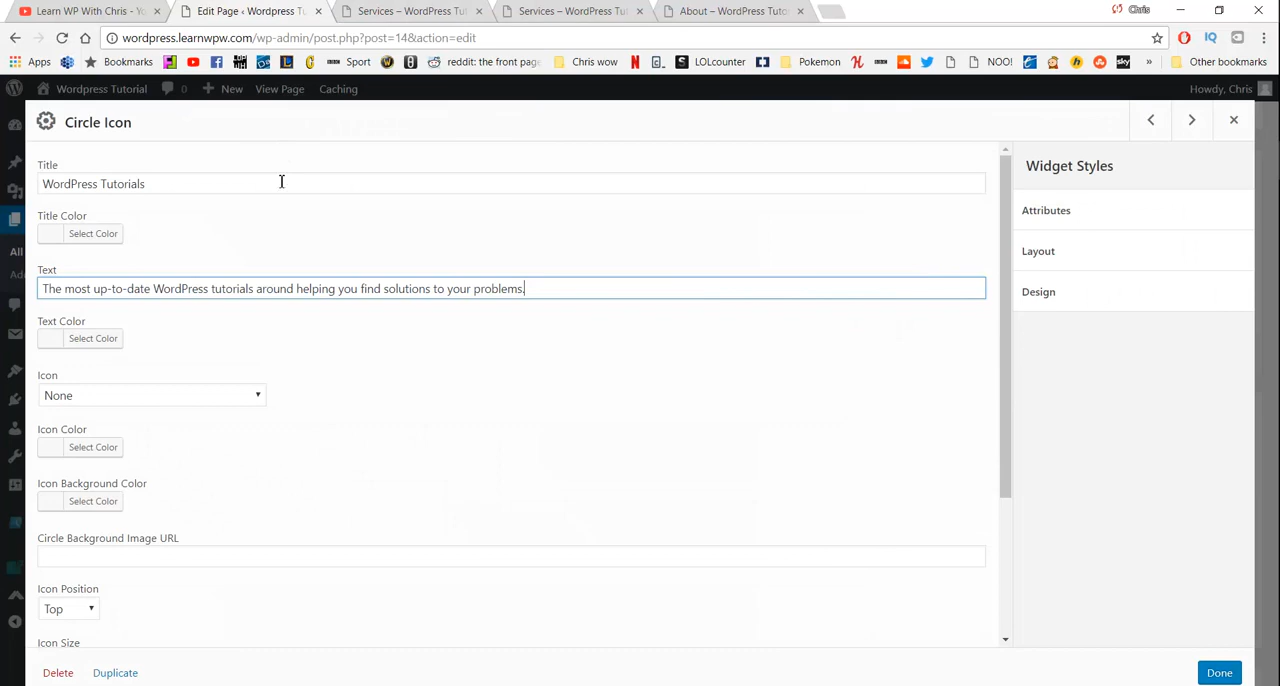 Learn WP With Chris - Yo
Edit Page ‹ Wordpress Tu
Services – WordPress Tut
Services – WordPress Tut
About – WordPress Tutor
Chris
wordpress.learnwpw.com/wp-admin/post.php?post=14&action=edit
Apps
Bookmarks
Sport
reddit: the front page
Chris wow
LOLcounter
Pokemon
NOO!
sky
»
Other bookmarks
Wordpress Tutorial
0
+ New
View Page
Caching
Howdy, Chris
Circle Icon
All
Title
WordPress Tutorials
Title Color
Select Color
Text
The most up-to-date WordPress tutorials around helping you find solutions to your problems.
Text Color
Select Color
Icon
None
Icon Color
Select Color
Icon Background Color
Select Color
Circle Background Image URL
Icon Position
Top
Icon Size
Widget Styles
Attributes
Layout
Design
Delete
Duplicate
Done